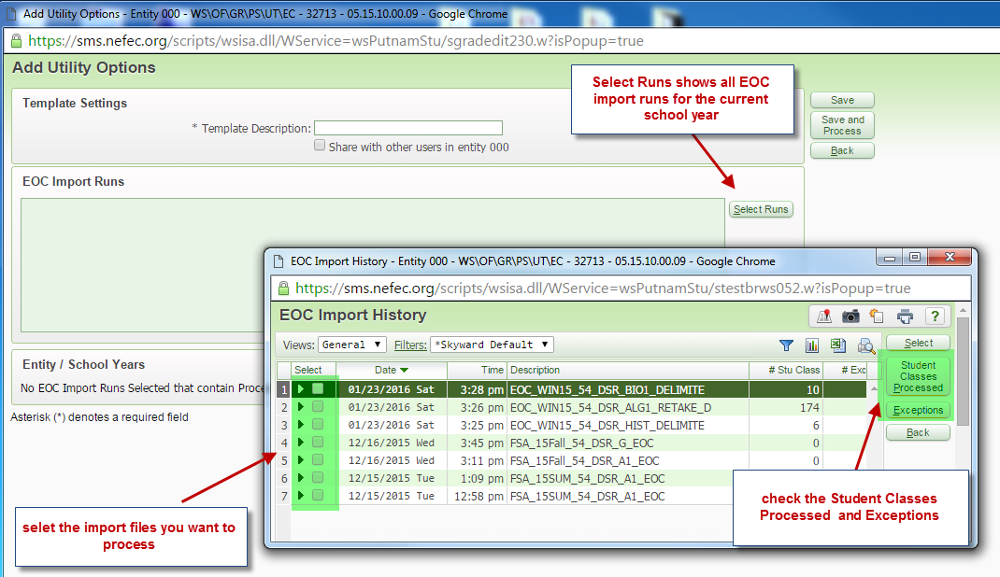 Add Utility Options - Entity 000 - WS\OF\GR\PS\UT\EC - 32713 - 05.15.10.00.09 - Google Chrome
https://sms.nefec.org/scripts/wsisa.dll/WService=wsPutnamStu/sgradedit230.w?isPopup=true
Add Utility Options
Template Settings
* Template Description:
Share with other users in entity 000
Select Runs shows all EOC
import runs for the current
school year
Save
Save and
Process
Back
EOC Import Runs
Select Runs
EOC Import History - Entity 000 - WS\OF\GR\PS\UT\EC - 32713 - 05.15.10.00.09 - Google Chrome
https://sms.nefec.org/scripts/wsisa.dll/WService=wsPutnamStu/stestbrws052.w?isPopup=true
EOC Import History
?
Views: General Filters: *Skyward Default
Select Date Time Description # Stu Class # Exc
1 01/23/2016 Sat 3:28 pm EOC_WIN15_54_DSR_BIO1_DELIMITE 10
2 01/23/2016 Sat 3:26 pm EOC_WIN15_54_DSR_ALG1_RETAKE_D 174
3 01/23/2016 Sat 3:25 pm EOC_WIN15_54_DSR_HIST_DELIMITE 6
4 12/16/2015 Wed 3:45 pm FSA_15Fall_54_DSR_G_EOC 0
5 12/16/2015 Wed 3:11 pm FSA_15Fall_54_DSR_A1_EOC 0
6 12/15/2015 Tue 1:09 pm FSA_15SUM_54_DSR_A1_EOC
7 12/15/2015 Tue 12:58 pm FSA_15SUM_54_DSR_A1_EOC
Select
Student
Classes
Processed
Exceptions
Back
Entity / School Years
No EOC Import Runs Selected that contain Proce
Asterisk (*) denotes a required field
selet the import files you want to
process
check the Student Classes
Processed and Exceptions